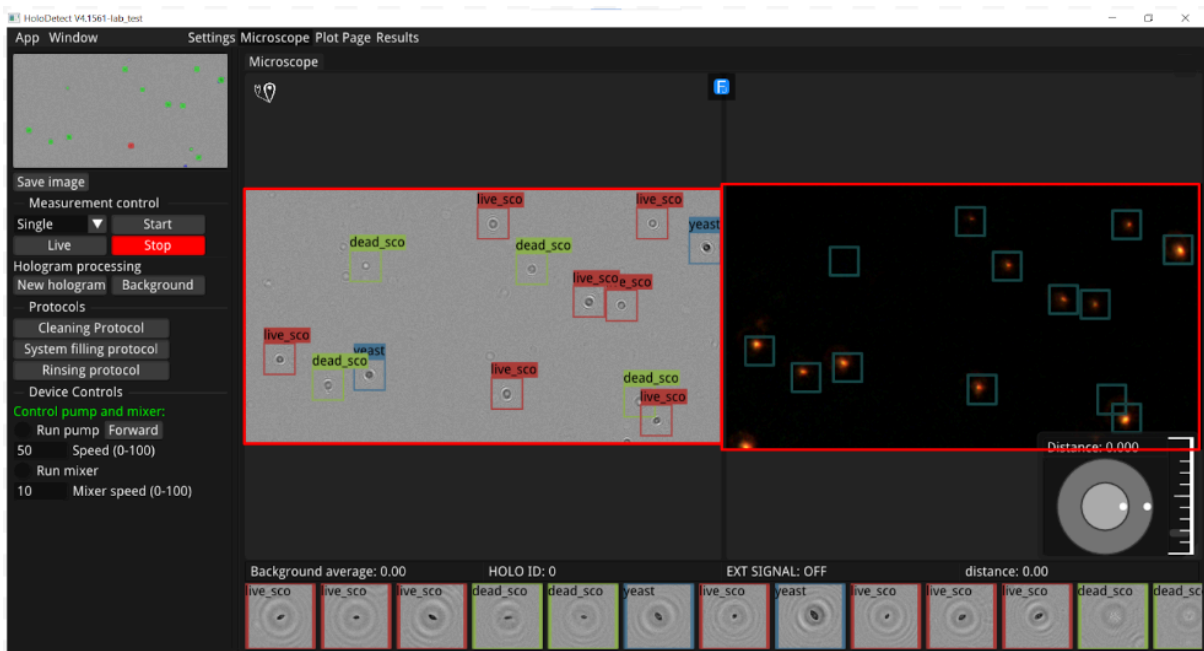 HoloDetect V4.1561-lab_test
App Window Settings Microscope Plot Page Results
Microscope
Save image
Measurement control
Single Start
Live Stop
Hologram processing
New hologram Background
Protocols
Cleaning Protocol
System filling protocol
Rinsing protocol
Device Controls
Control pump and mixer:
Run pump Forward
50 Speed (0-100)
Run mixer
10 Mixer speed (0-100)
live_sco live_sco
yeast
dead_sco dead_sco
live_sco e_sco
live_sco
yeast
dead_sco
live_sco
dead_sco
live_sco
Distance: 0.000
Background average: 0.00 HOLO ID: 0 EXT SIGNAL: OFF distance: 0.00
live_sco live_sco live_sco dead_sco dead_sco yeast live_sco yeast live_sco live_sco live_sco dead_sco dead_sc